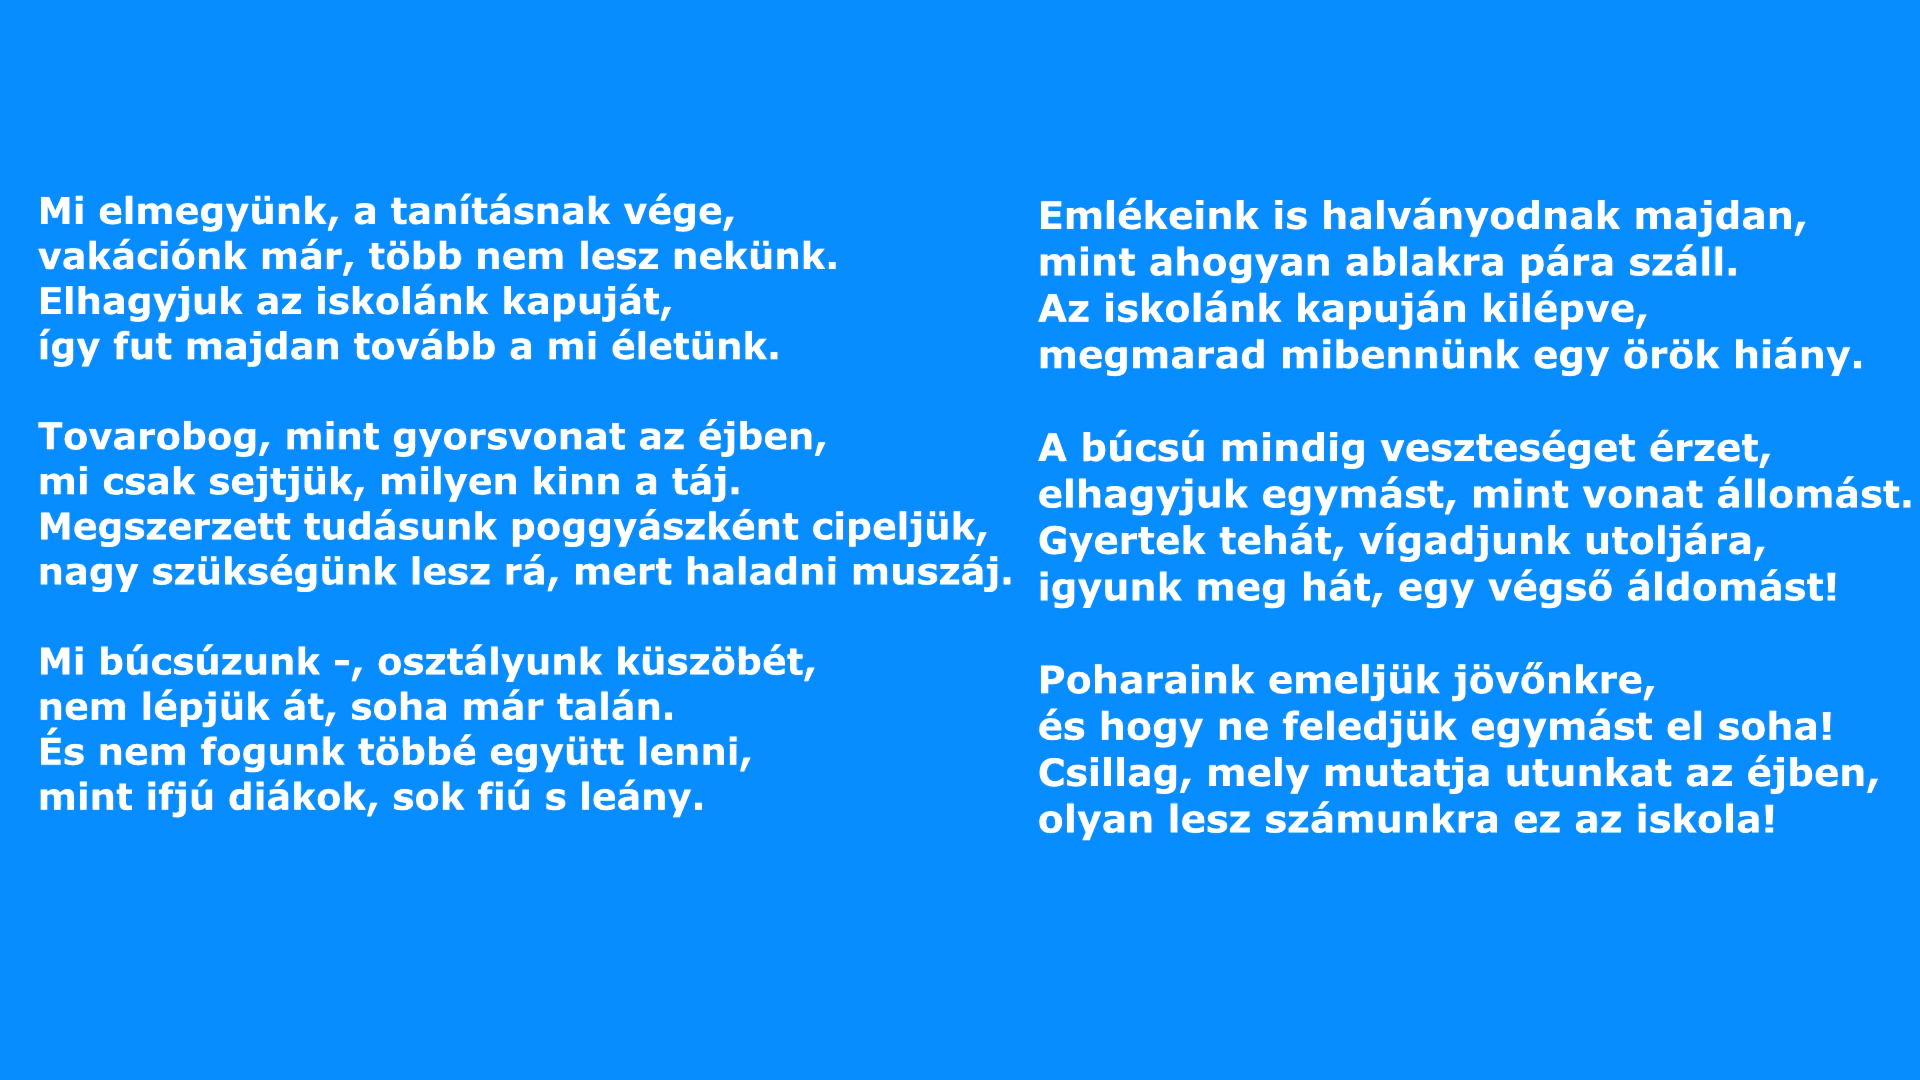 Mi elmegyünk, a tanításnak vége,
vakációnk már, több nem lesz nekünk.
Elhagyjuk az iskolánk kapuját,
így fut majdan tovább a mi életünk.

Tovarobog, mint gyorsvonat az éjben,
mi csak sejtjük, milyen kinn a táj.
Megszerzett tudásunk poggyászként cipeljük,
nagy szükségünk lesz rá, mert haladni muszáj.

Mi búcsúzunk –, osztályunk küszöbét,
nem lépjük át, soha már talán.
És nem fogunk többé együtt lenni,
mint ifjú diákok, sok fiú s leány.

Emlékeink is halványodnak majdan,
mint ahogyan ablakra pára száll.
Az iskolánk kapuján kilépve,
megmarad mibennünk egy örök hiány.

A búcsú mindig veszteséget érzet,
elhagyjuk egymást, mint vonat állomást.
Gyertek tehát, vígadjunk utoljára,
igyunk meg hát, egy végső áldomást!

Poharaink emeljük jövőnkre,
és hogy ne feledjük egymást el soha!
Csillag, mely mutatja utunkat az éjben,
olyan lesz számunkra ez az iskola!